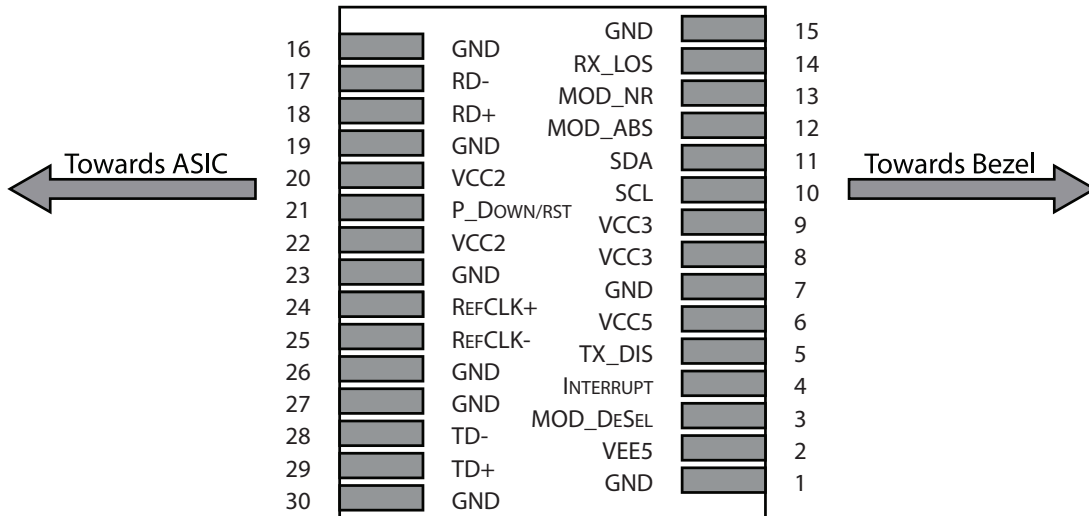 GND 15
16 GND
RX_LOS 14
17 RD-
MOD_NR 13
18 RD+
MOD_ABS 12
19 GND
Towards ASIC
SDA 11
Towards Bezel
20 VCC2
SCL 10
21 P_DOWN/RST
VCC3 9
22 VCC2
VCC3 8
23 GND
GND 7
24 REFCLK+
VCC5 6
25 REFCLK-
TX_DIS 5
26 GND
INTERRUPT 4
27 GND
MOD_DESEL 3
28 TD-
VEE5 2
29 TD+
GND 1
30 GND